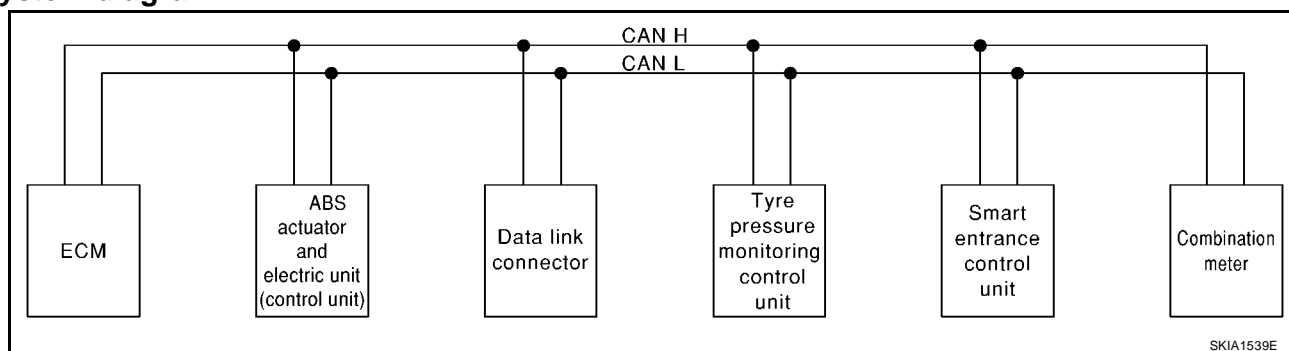 CAN H
CAN L
ECM
ABS
actuator
and
electric unit
(control unit)
Data link
connector
Tyre
pressure
monitoring
control
unit
Smart
entrance
control
unit
Combination
meter
SKIA1539E